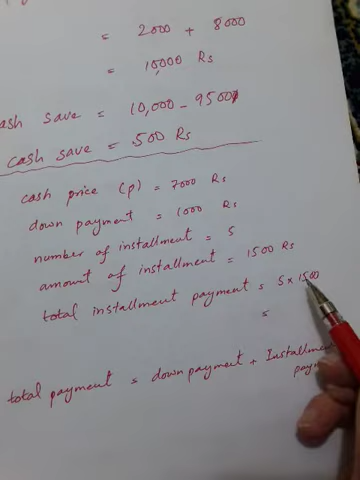 = 2000 + 8000
= 10,000 Rs
cash save = 10,000 - 9500
cash save = 500 Rs
cash price (p) = 7000 Rs
down payment = 1000 Rs
number of installment = 5
amount of installment = 1500 Rs
total installment payment = 5 x 1500
=
total payment = down payment + Installment